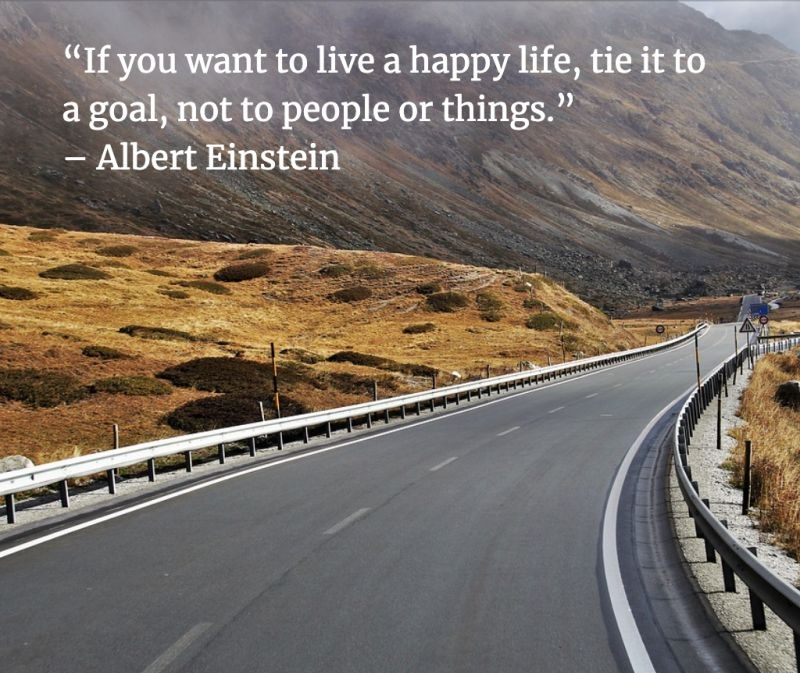 “If you want to live a happy life, tie it to
a goal, not to people or things.”
– Albert Einstein